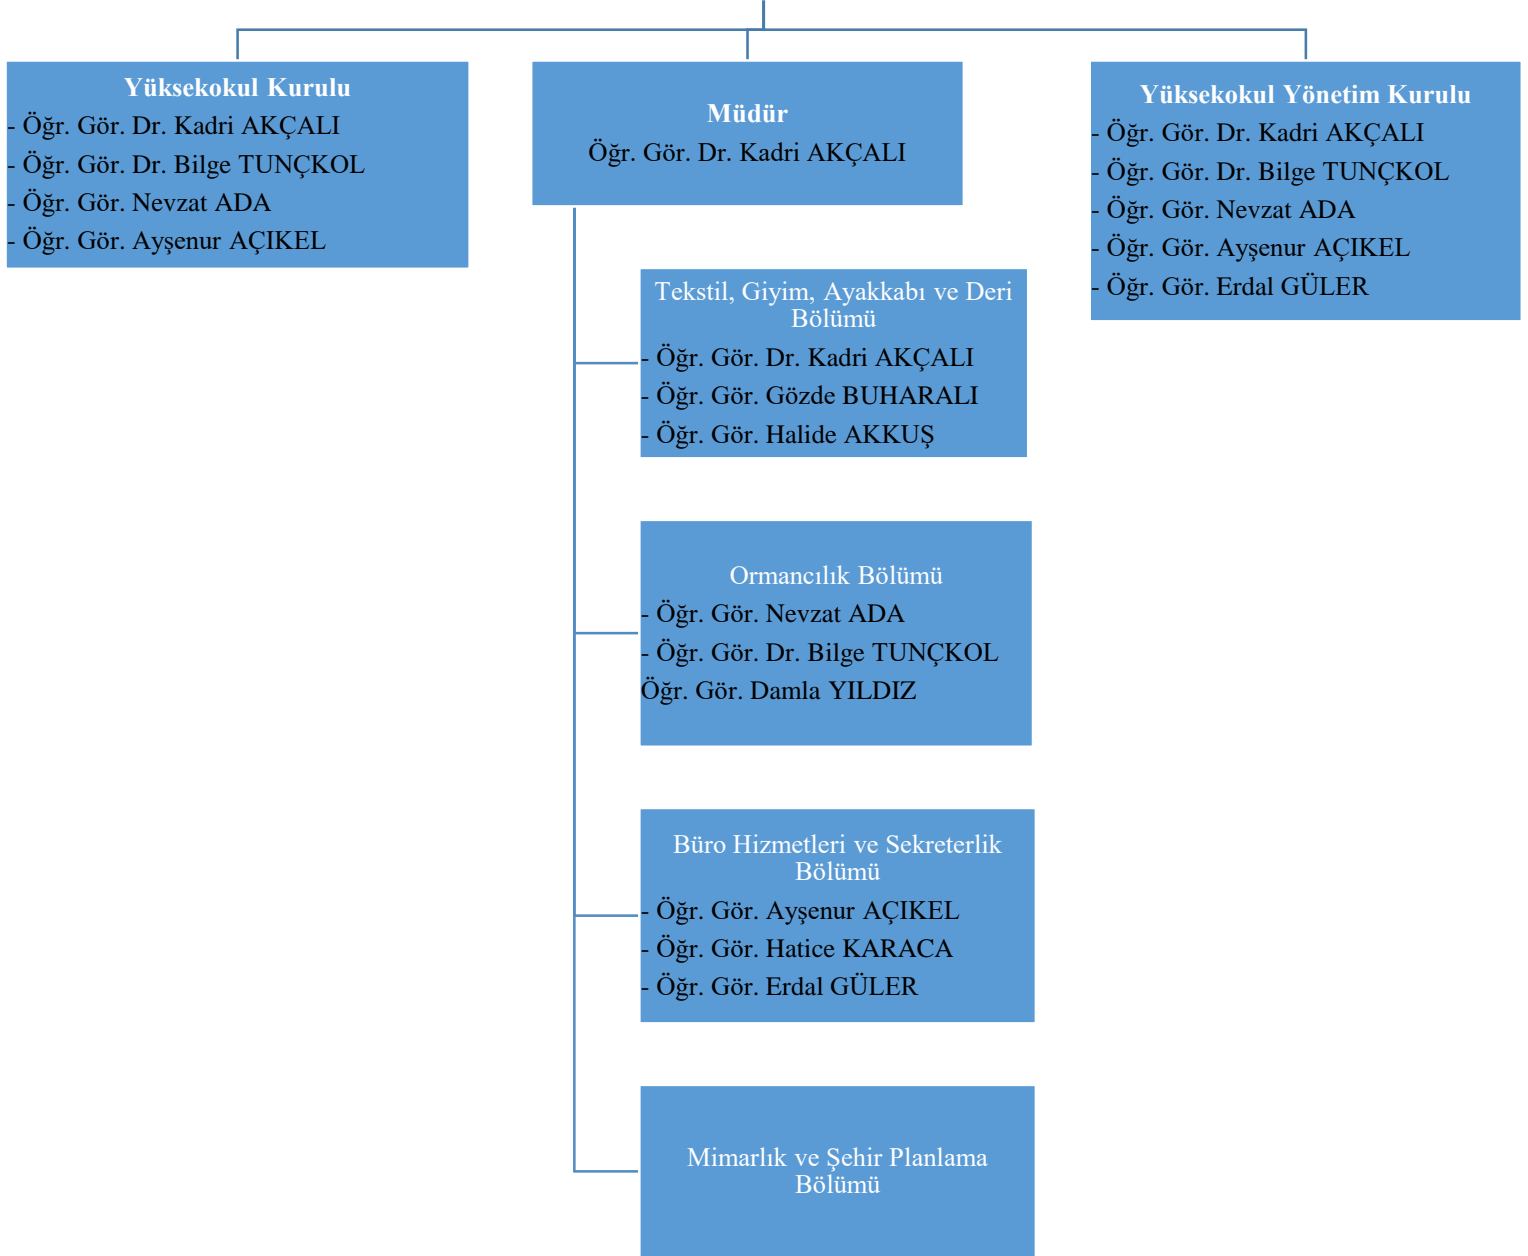 Yüksekokul Kurulu
- Öğr. Gör. Dr. Kadri AKÇALI
- Öğr. Gör. Dr. Bilge TUNÇKOL
- Öğr. Gör. Nevzat ADA
- Öğr. Gör. Ayşenur AÇIKEL
Müdür
Öğr. Gör. Dr. Kadri AKÇALI
Yüksekokul Yönetim Kurulu
- Öğr. Gör. Dr. Kadri AKÇALI
- Öğr. Gör. Dr. Bilge TUNÇKOL
- Öğr. Gör. Nevzat ADA
- Öğr. Gör. Ayşenur AÇIKEL
- Öğr. Gör. Erdal GÜLER
Tekstil, Giyim, Ayakkabı ve Deri
Bölümü
- Öğr. Gör. Dr. Kadri AKÇALI
- Öğr. Gör. Gözde BUHARALI
- Öğr. Gör. Halide AKKUŞ
Ormancılık Bölümü
- Öğr. Gör. Nevzat ADA
- Öğr. Gör. Dr. Bilge TUNÇKOL
Öğr. Gör. Damla YILDIZ
Büro Hizmetleri ve Sekreterlik
Bölümü
- Öğr. Gör. Ayşenur AÇIKEL
- Öğr. Gör. Hatice KARACA
- Öğr. Gör. Erdal GÜLER
Mimarlık ve Şehir Planlama
Bölümü